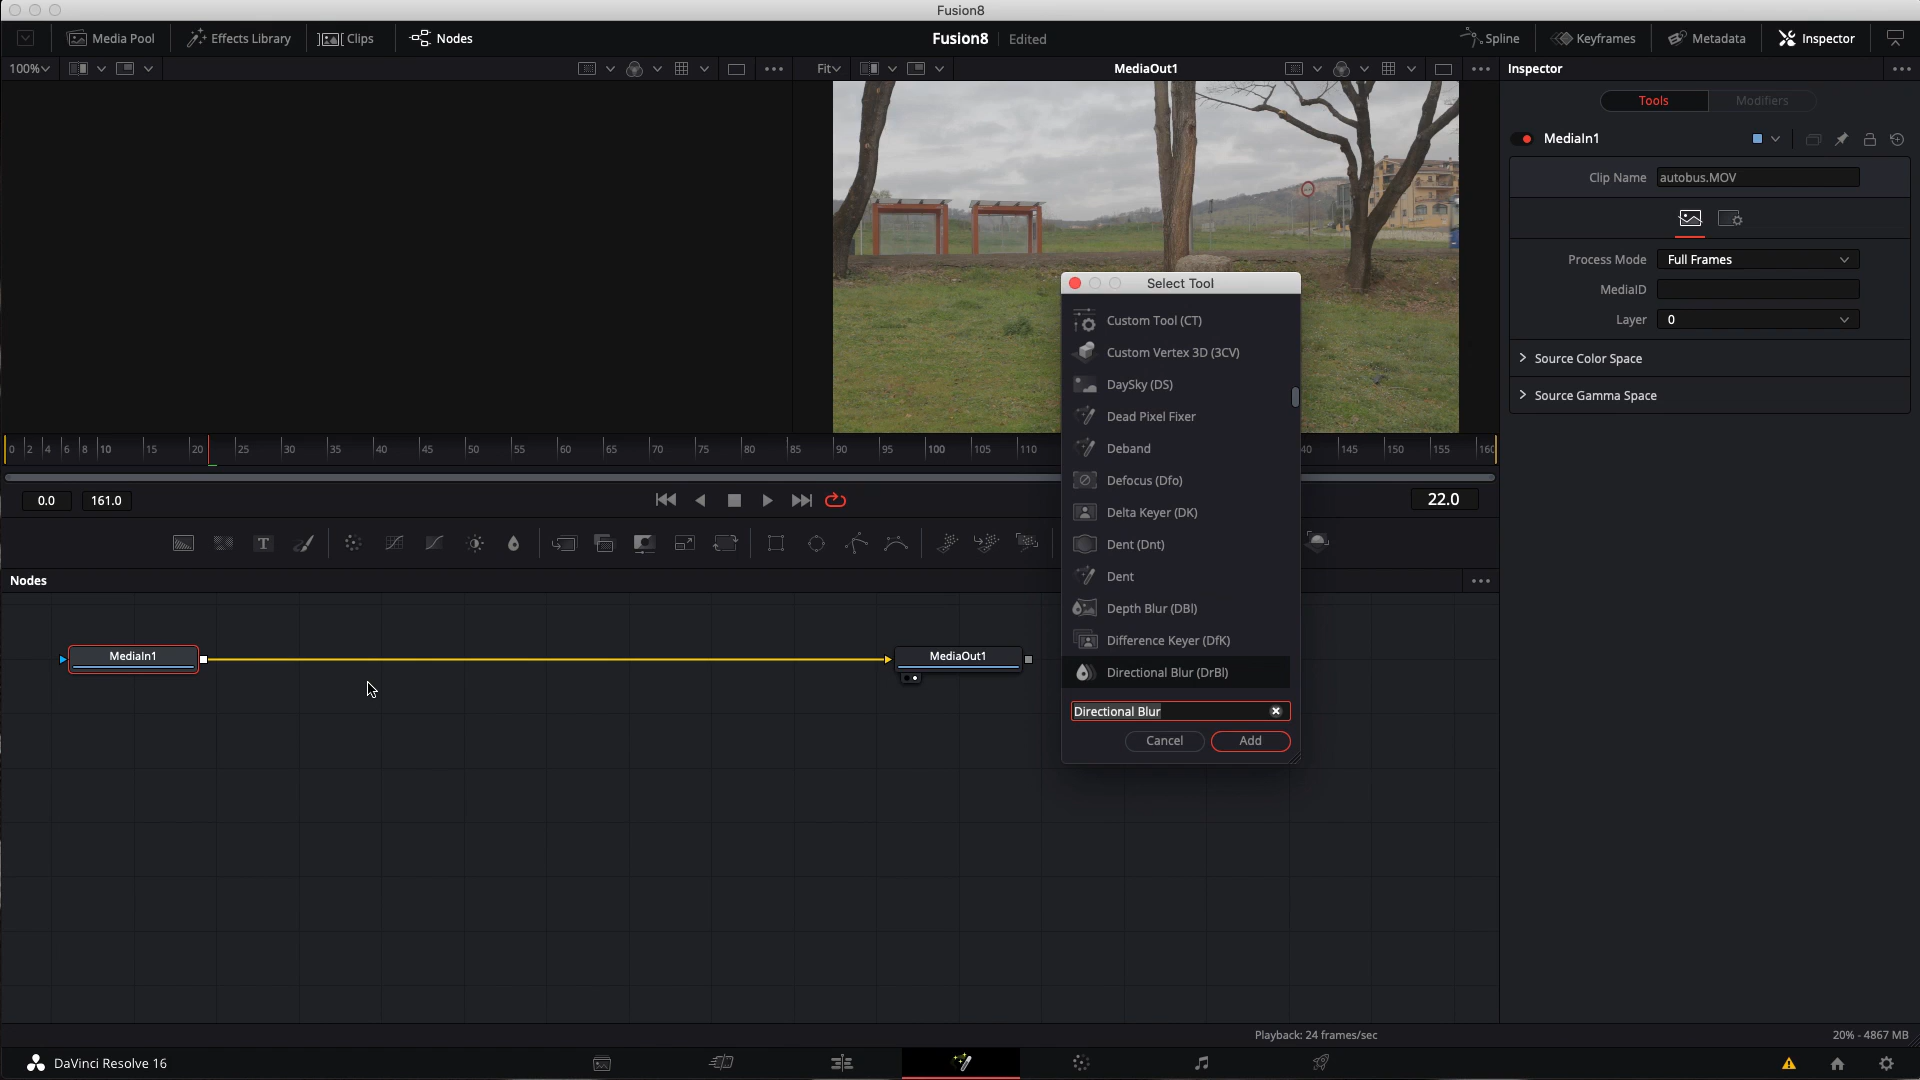 Fusion8
Media Pool
Effects Library
Clips
Nodes
Fusion8
Edited
Spline
Keyframes
Metadata
Inspector
100%
Fit
MediaOut1
Inspector
Tools
Modifiers
MediaIn1
Clip Name
autobus.MOV
Process Mode
Full Frames
MediaID
Layer
0
Source Color Space
Source Gamma Space
Select Tool
Custom Tool (CT)
Custom Vertex 3D (3CV)
DaySky (DS)
Dead Pixel Fixer
Deband
Defocus (Dfo)
Delta Keyer (DK)
Dent (Dnt)
Dent
Depth Blur (DBl)
Difference Keyer (DfK)
Directional Blur (DrBl)
Directional Blur
Cancel
Add
0 2 4 6 8 10 15 20 25 30 35 40 45 50 55 60 65 70 75 80 85 90 95 100 105 110 40 145 150 155 160
0.0
161.0
22.0
T
Nodes
MediaIn1
MediaOut1
Playback: 24 frames/sec
20% - 4867 MB
DaVinci Resolve 16